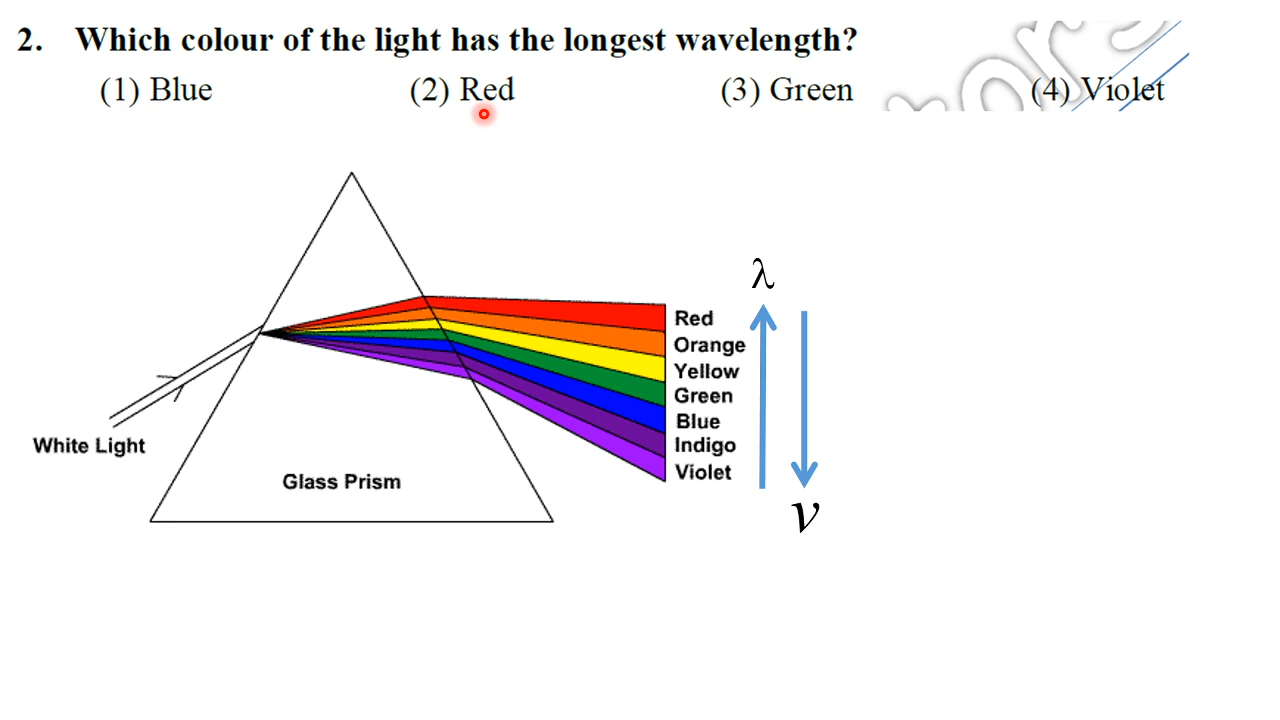 2. Which colour of the light has the longest wavelength?
(1) Blue (2) Red (3) Green (4) Violet
λ
Red
Orange
Yellow
Green
Blue
Indigo
Violet
White Light
Glass Prism
ν